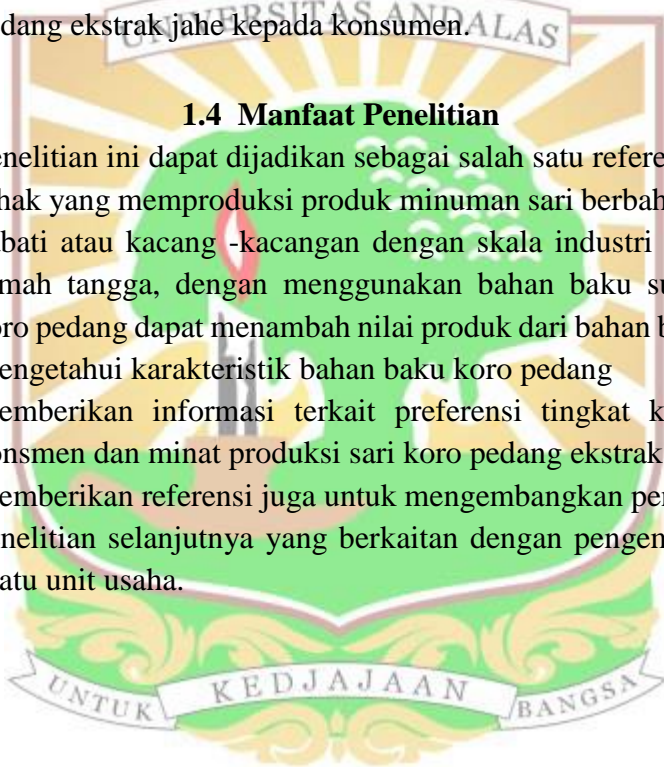 dang ekstrak jahe kepada konsumen.
UNIVERSITAS ANDALAS
1.4 Manfaat Penelitian
enelitian ini dapat dijadikan sebagai salah satu refere
hak yang memproduksi produk minuman sari berbah
bati atau kacang -kacangan dengan skala industri
mah tangga, dengan menggunakan bahan baku su
oro pedang dapat menambah nilai produk dari bahan b
engetahui karakteristik bahan baku koro pedang
emberikan informasi terkait preferensi tingkat k
onsmen dan minat produksi sari koro pedang ekstrak
emberikan referensi juga untuk mengembangkan per
enelitian selanjutnya yang berkaitan dengan pengen
atu unit usaha.
UNTUK KEDJAJAAN BANGSA